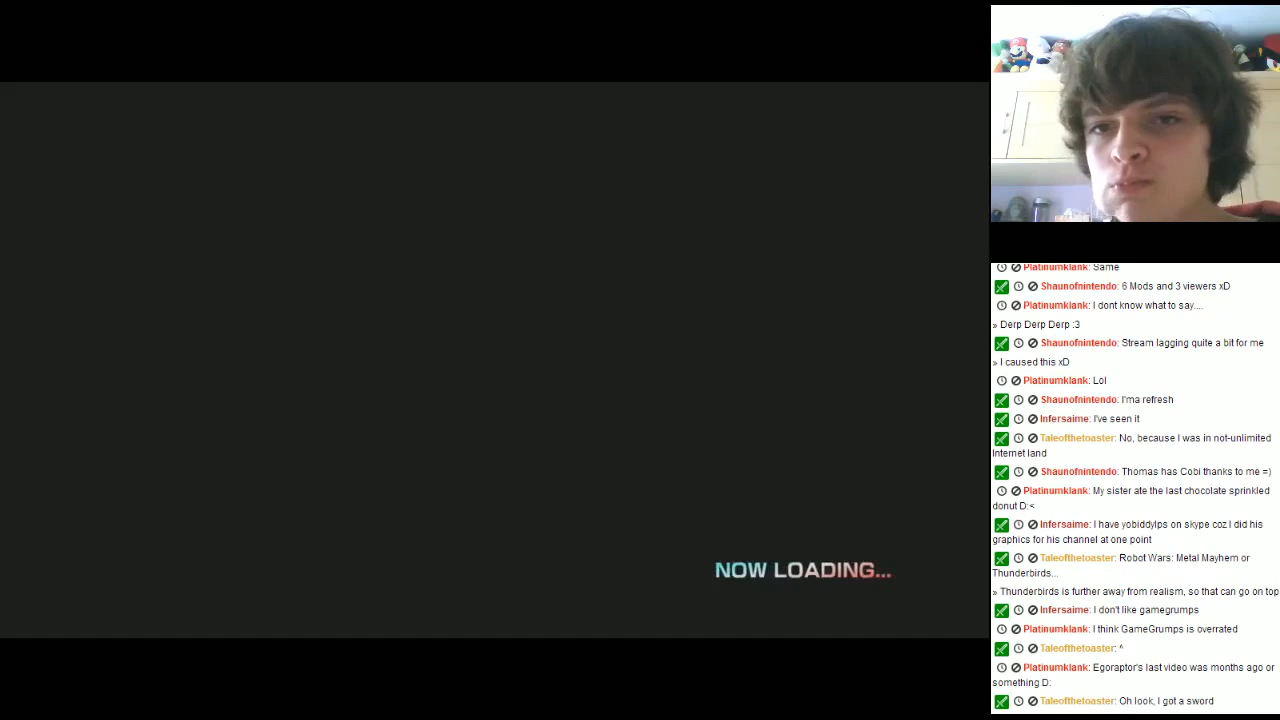 NOW LOADING...
Platinumklank: Same
Shaunofnintendo: 6 Mods and 3 viewers xD
Platinumklank: I dont know what to say....
» Derp Derp Derp :3
Shaunofnintendo: Stream lagging quite a bit for me
» I caused this xD
Platinumklank: Lol
Shaunofnintendo: I'ma refresh
Infersaime: I've seen it
Taleofthetoaster: No, because I was in not-unlimited
Internet land
Shaunofnintendo: Thomas has Cobi thanks to me =)
Platinumklank: My sister ate the last chocolate sprinkled
donut D:<
Infersaime: I have yobiddylps on skype coz I did his
graphics for his channel at one point
Taleofthetoaster: Robot Wars: Metal Mayhem or
Thunderbirds...
» Thunderbirds is further away from realism, so that can go on top
Infersaime: I don't like gamegrumps
Platinumklank: I think GameGrumps is overrated
Taleofthetoaster: ^
Platinumklank: Egoraptor's last video was months ago or
something D:
Taleofthetoaster: Oh look, I got a sword